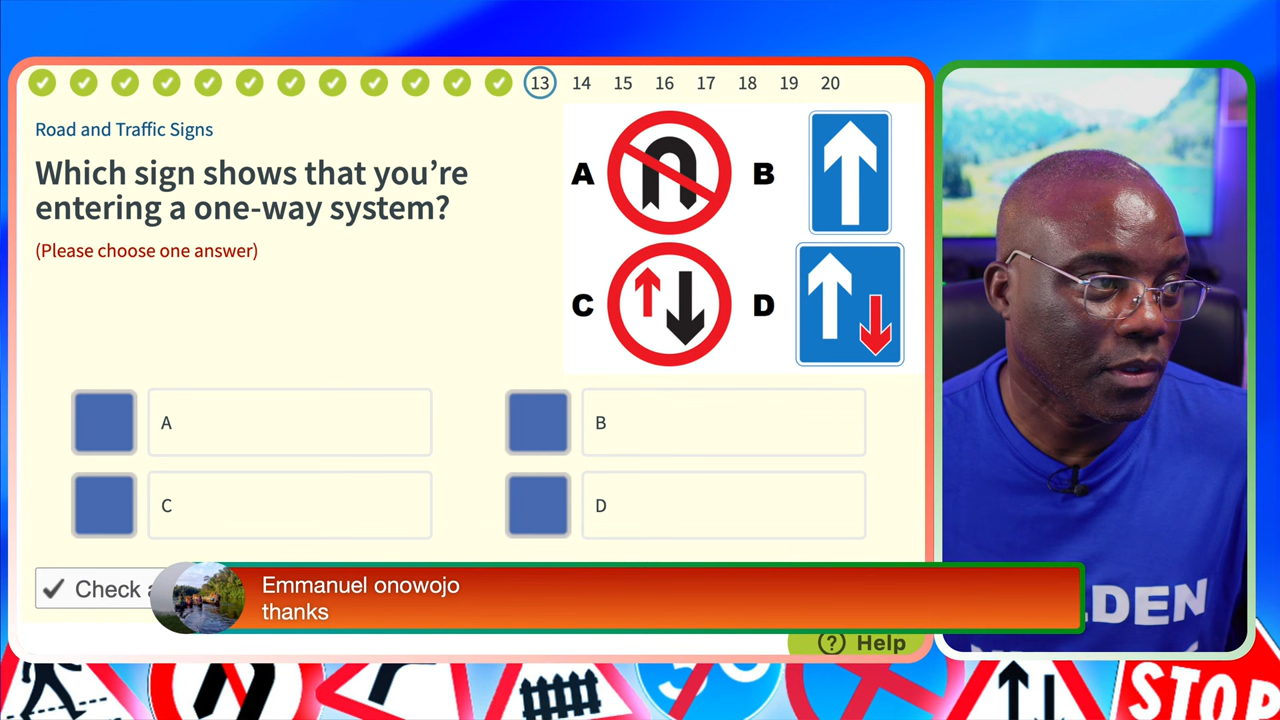 13 14 15 16 17 18 19 20
Road and Traffic Signs
Which sign shows that you’re
entering a one-way system?
(Please choose one answer)
A B
C D
A B
C D
Check
Emmanuel onowojo
thanks
Help
STOP